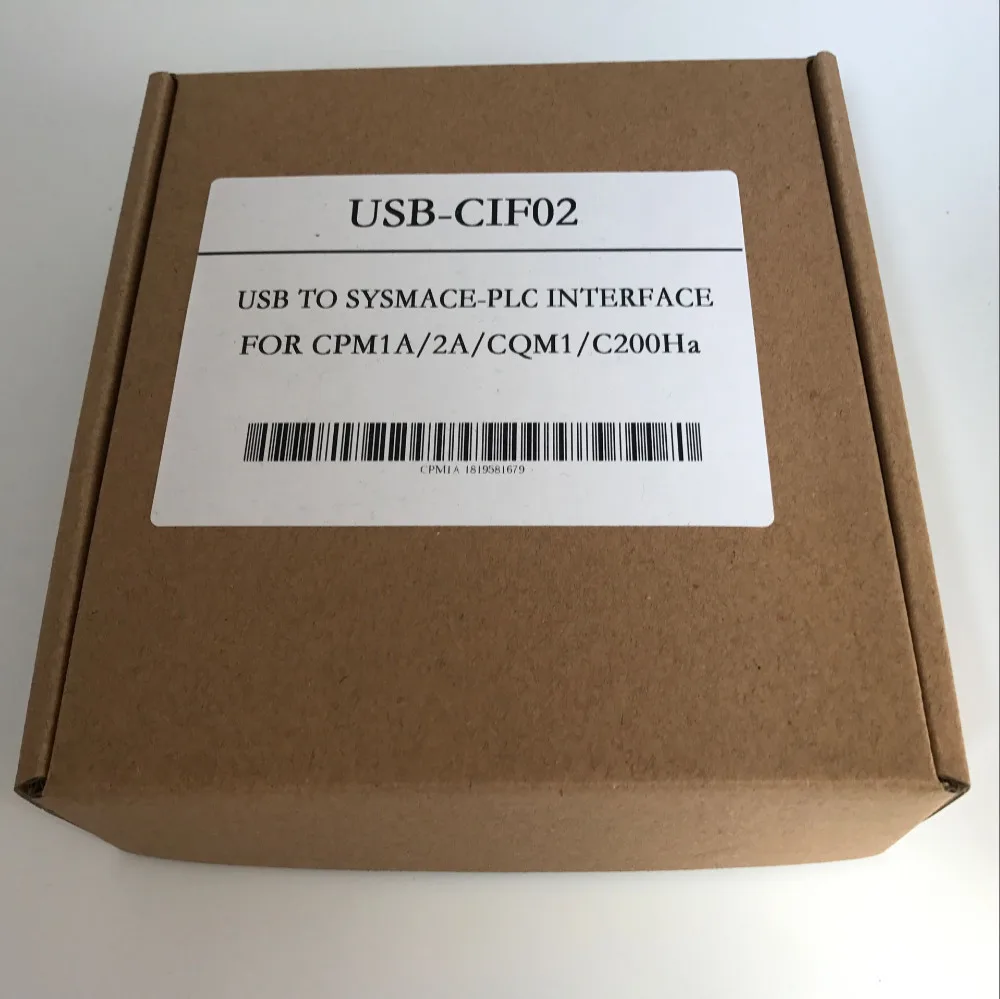 USB-CIF02
USB TO SYSMACE-PLC INTERFACE
FOR CPM1A/2A/CQM1/C200Ha
CPM1A 1819581679